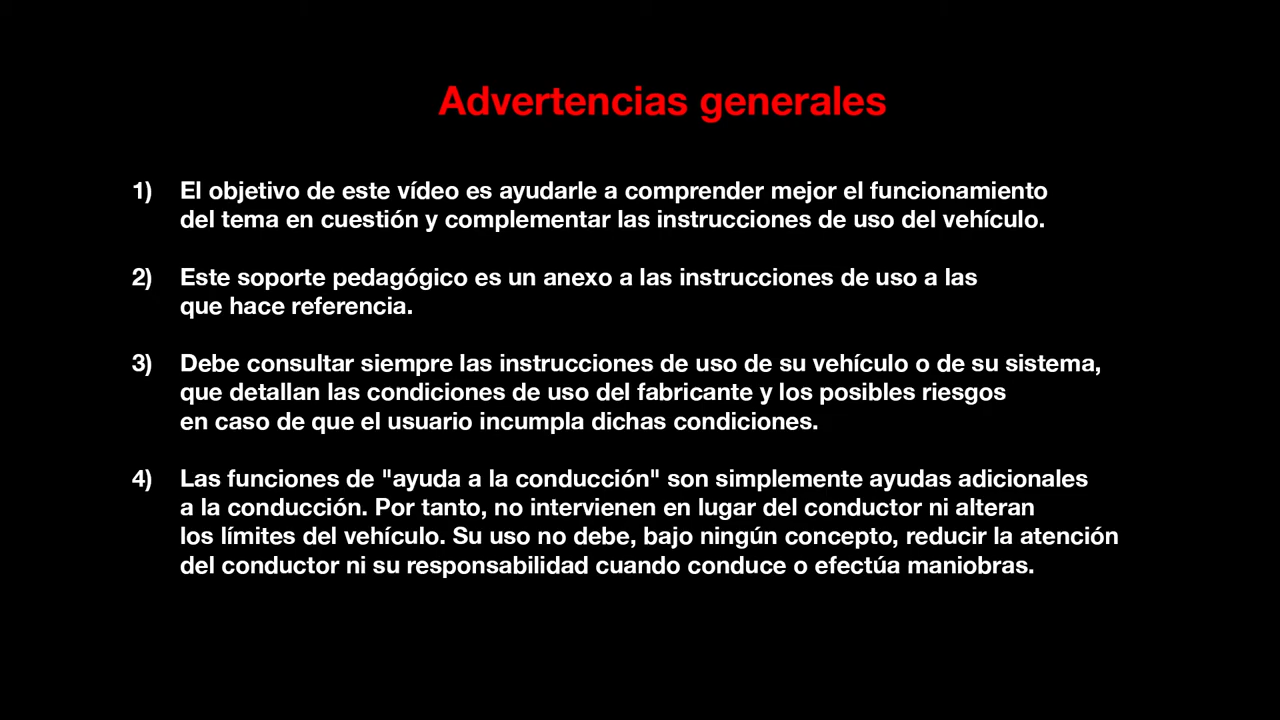 Advertencias generales
1) El objetivo de este vídeo es ayudarle a comprender mejor el funcionamiento
del tema en cuestión y complementar las instrucciones de uso del vehículo.
2) Este soporte pedagógico es un anexo a las instrucciones de uso a las
que hace referencia.
3) Debe consultar siempre las instrucciones de uso de su vehículo o de su sistema,
que detallan las condiciones de uso del fabricante y los posibles riesgos
en caso de que el usuario incumpla dichas condiciones.
4) Las funciones de "ayuda a la conducción" son simplemente ayudas adicionales
a la conducción. Por tanto, no intervienen en lugar del conductor ni alteran
los límites del vehículo. Su uso no debe, bajo ningún concepto, reducir la atención
del conductor ni su responsabilidad cuando conduce o efectúa maniobras.